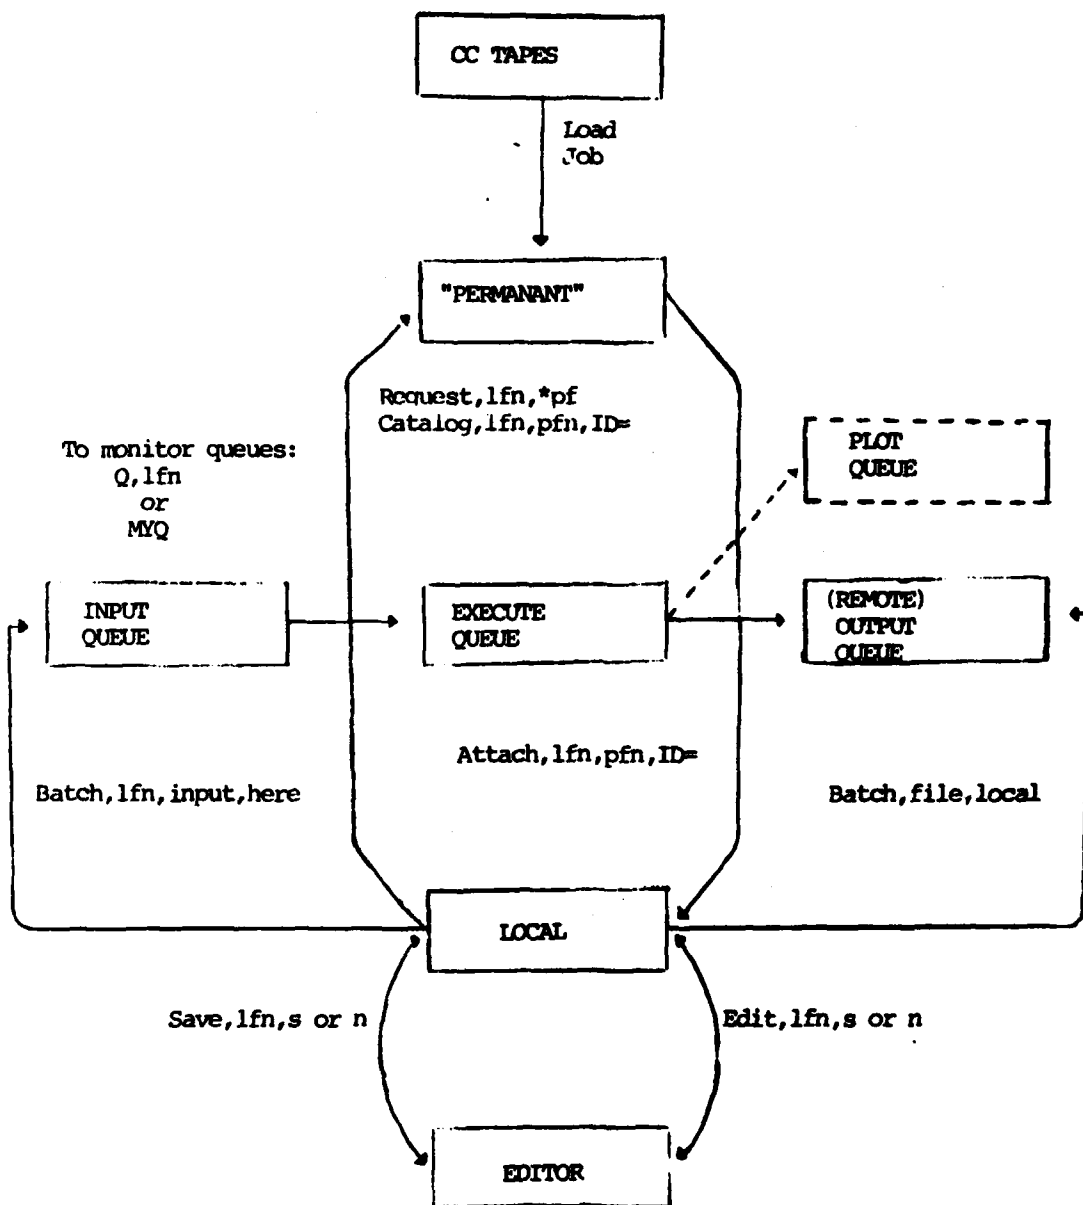 CC TAPES
Load
Job
"PERMANANT"
Request,lfn,*pf
Catalog,lfn,pfn,ID=
To monitor queues:
Q,lfn
or
MYQ
PLOT
QUEUE
INPUT
QUEUE
EXECUTE
QUEUE
(REMOTE)
OUTPUT
QUEUE
Attach,lfn,pfn,ID=
Batch,lfn,input,here
Batch,file,local
LOCAL
Save,lfn,s or n
Edit,lfn,s or n
EDITOR